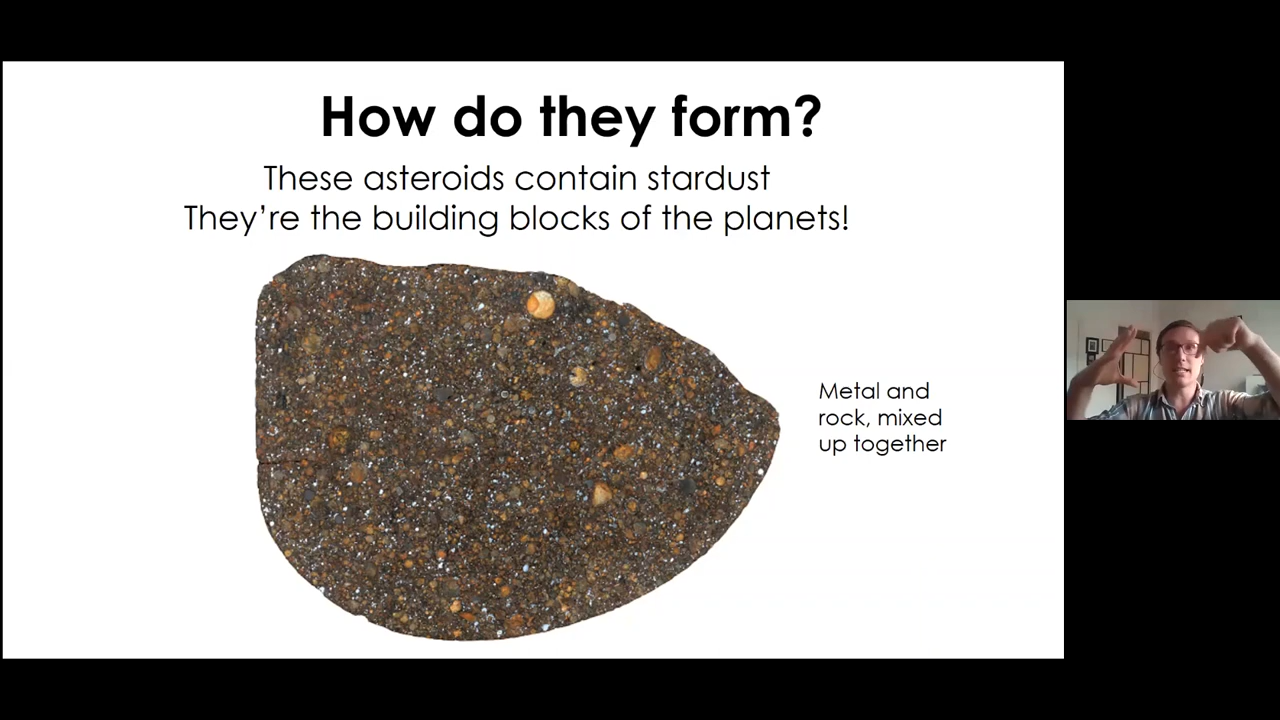 How do they form?
These asteroids contain stardust
They’re the building blocks of the planets!
Metal and
rock, mixed
up together